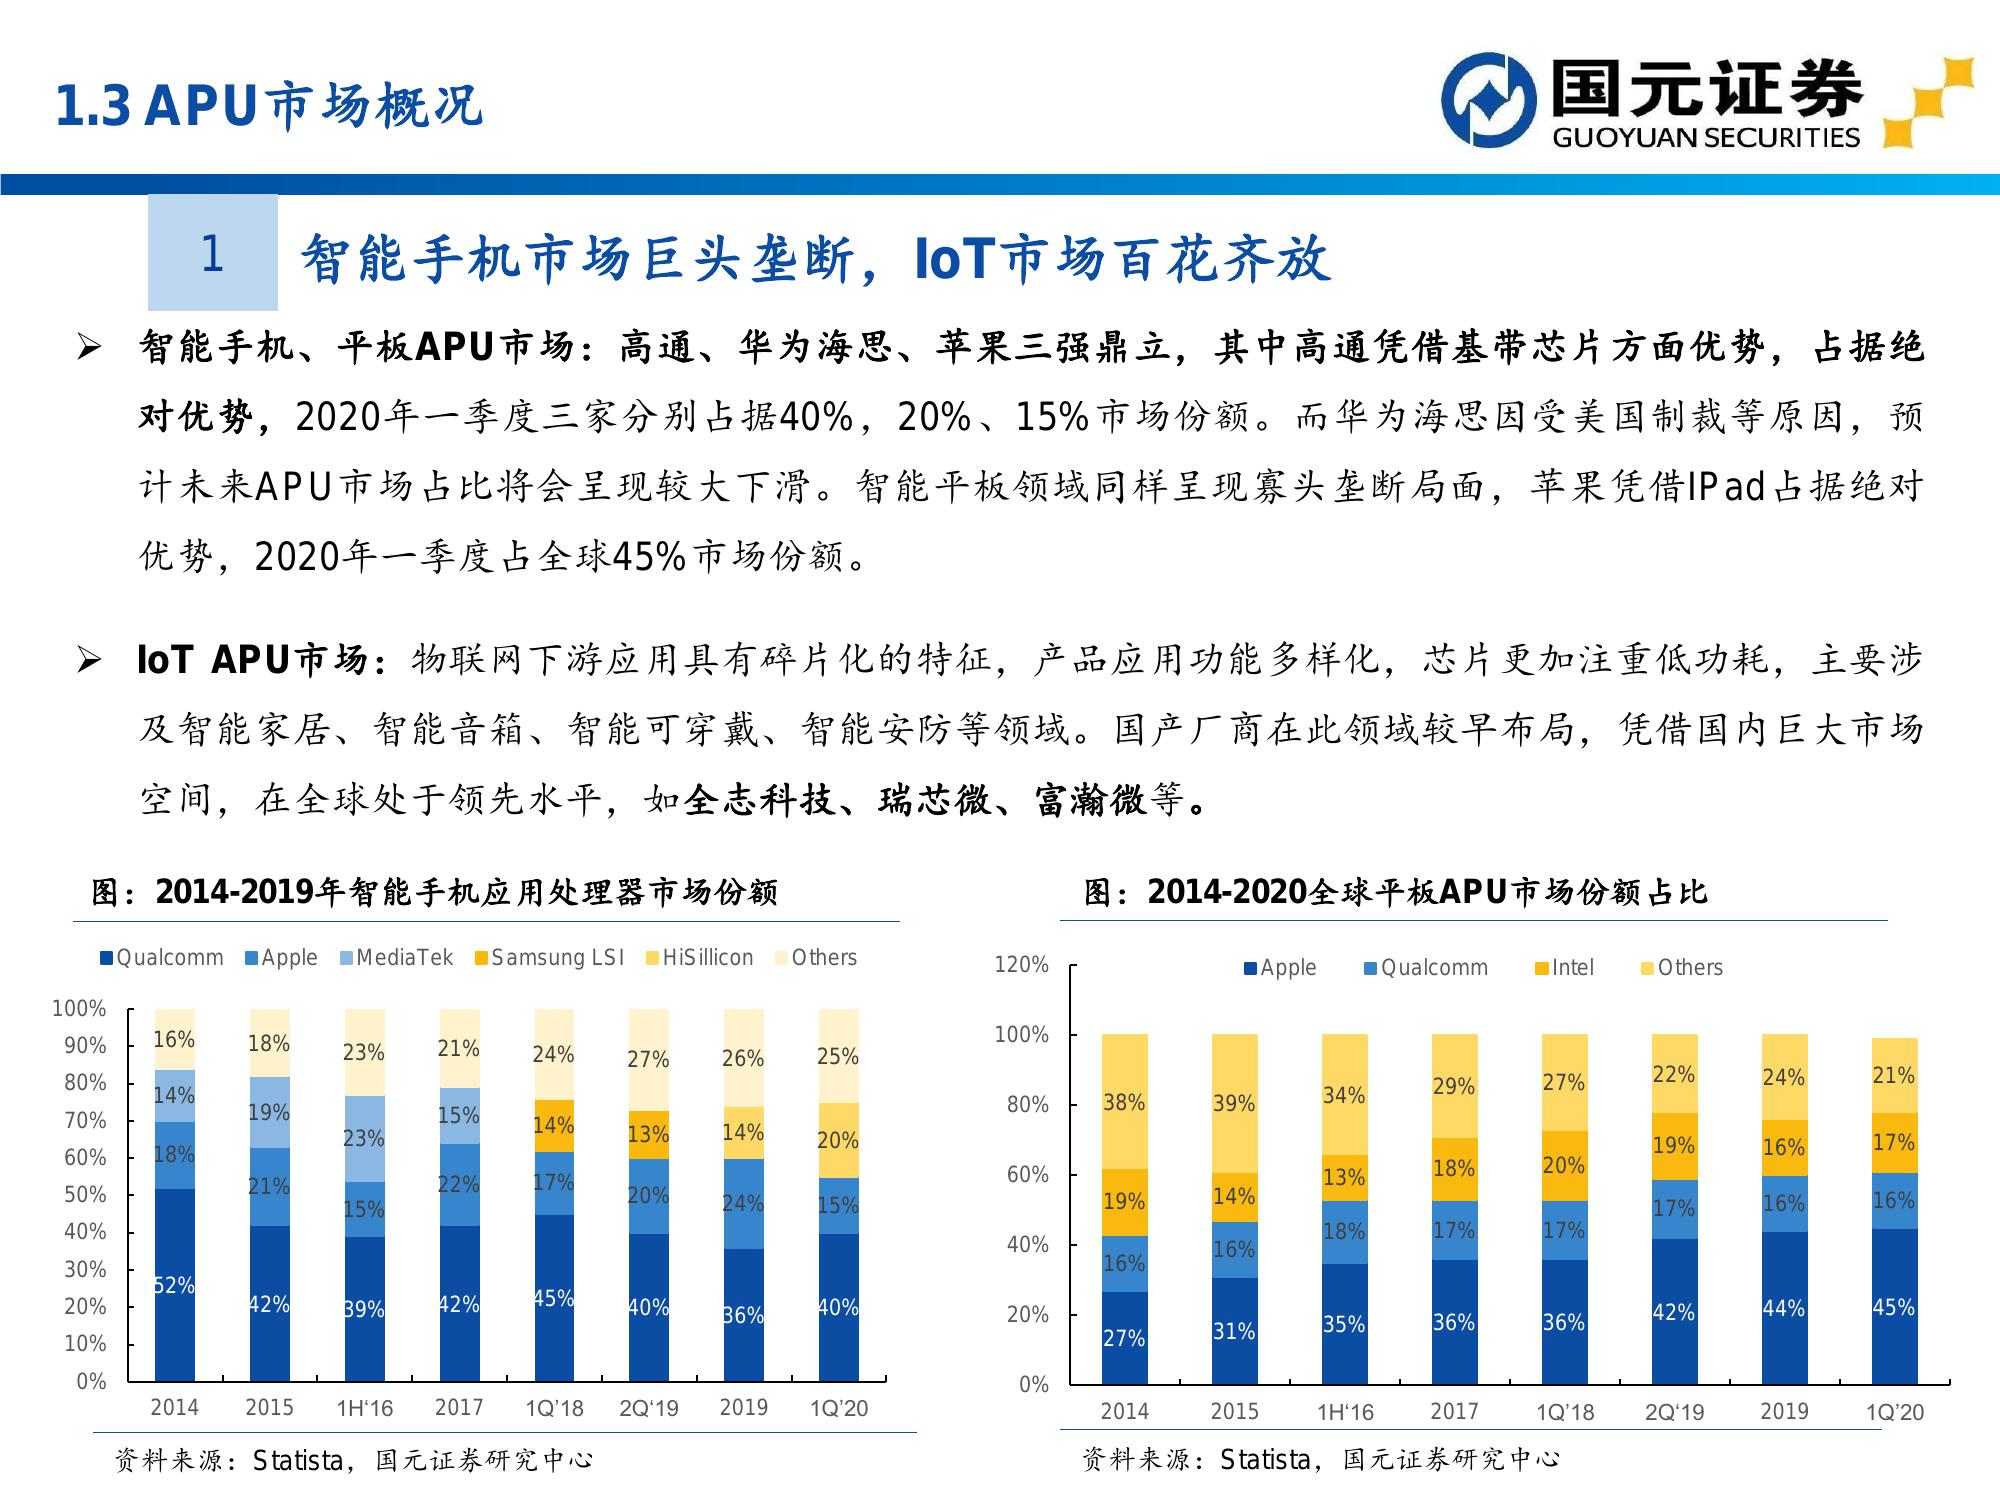 1.3 APU市场概况
国元证券
GUOYUAN SECURITIES
1
智能手机市场巨头垄断，IoT市场百花齐放
➢ 智能手机、平板APU市场：高通、华为海思、苹果三强鼎立，其中高通凭借基带芯片方面优势，占据绝
对优势，2020年一季度三家分别占据40%，20%、15%市场份额。而华为海思因受美国制裁等原因，预
计未来APU市场占比将会呈现较大下滑。智能平板领域同样呈现寡头垄断局面，苹果凭借IPad占据绝对
优势，2020年一季度占全球45%市场份额。
➢ IoT APU市场：物联网下游应用具有碎片化的特征，产品应用功能多样化，芯片更加注重低功耗，主要涉
及智能家居、智能音箱、智能可穿戴、智能安防等领域。国产厂商在此领域较早布局，凭借国内巨大市场
空间，在全球处于领先水平，如全志科技、瑞芯微、富瀚微等。
图：2014-2019年智能手机应用处理器市场份额
Qualcomm Apple MediaTek Samsung LSI HiSillicon Others
100%
90%
80%
70%
60%
50%
40%
30%
20%
10%
0%
16% 18% 23% 21% 24% 27% 26% 25%
14% 19% 23% 15% 14% 13% 14% 20%
18% 21% 15% 22% 17% 20% 24% 15%
52% 42% 39% 42% 45% 40% 36% 40%
2014 2015 1H‘16 2017 1Q’18 2Q‘19 2019 1Q’20
资料来源：Statista，国元证券研究中心
图：2014-2020全球平板APU市场份额占比
Apple Qualcomm Intel Others
120%
100%
80%
60%
40%
20%
0%
38% 39% 34% 29% 27% 22% 24% 21%
19% 14% 13% 18% 20% 19% 16% 17%
16% 16% 18% 17% 17% 17% 16% 16%
27% 31% 35% 36% 36% 42% 44% 45%
2014 2015 1H‘16 2017 1Q’18 2Q‘19 2019 1Q’20
资料来源：Statista，国元证券研究中心